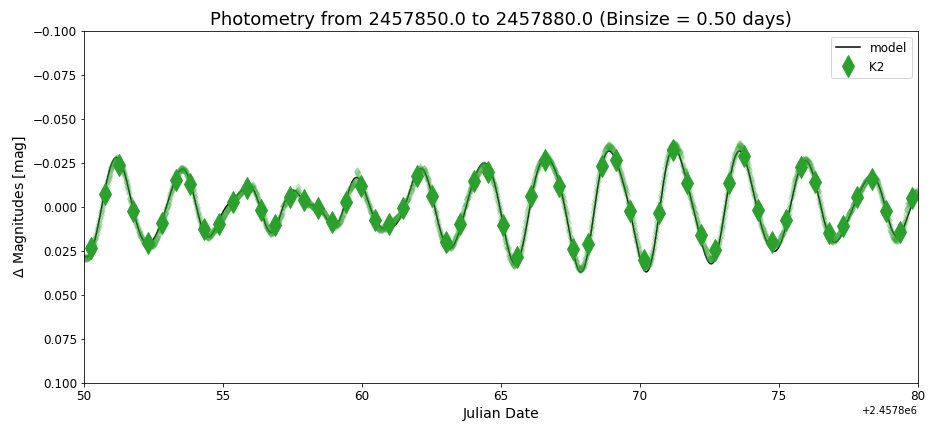 Photometry from 2457850.0 to 2457880.0 (Binsize = 0.50 days)
−0.100
−0.075
−0.050
−0.025
0.000
0.025
0.050
0.075
0.100
Δ Magnitudes [mag]
model
K2
50
55
60
65
70
75
80
Julian Date
+2.4578e6